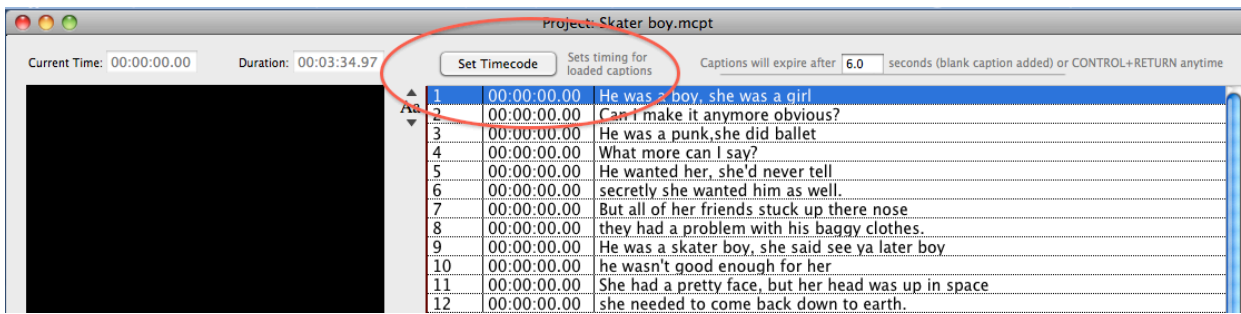 Project: Skater boy.mcpt
Current Time: 00:00:00.00 Duration: 00:03:34.97 Set Timecode Sets timing for loaded captions Captions will expire after 6.0 seconds (blank caption added) or CONTROL+RETURN anytime
Aa
1 00:00:00.00 He was a boy, she was a girl
2 00:00:00.00 Can I make it anymore obvious?
3 00:00:00.00 He was a punk,she did ballet
4 00:00:00.00 What more can I say?
5 00:00:00.00 He wanted her, she'd never tell
6 00:00:00.00 secretly she wanted him as well.
7 00:00:00.00 But all of her friends stuck up there nose
8 00:00:00.00 they had a problem with his baggy clothes.
9 00:00:00.00 He was a skater boy, she said see ya later boy
10 00:00:00.00 he wasn't good enough for her
11 00:00:00.00 She had a pretty face, but her head was up in space
12 00:00:00.00 she needed to come back down to earth.